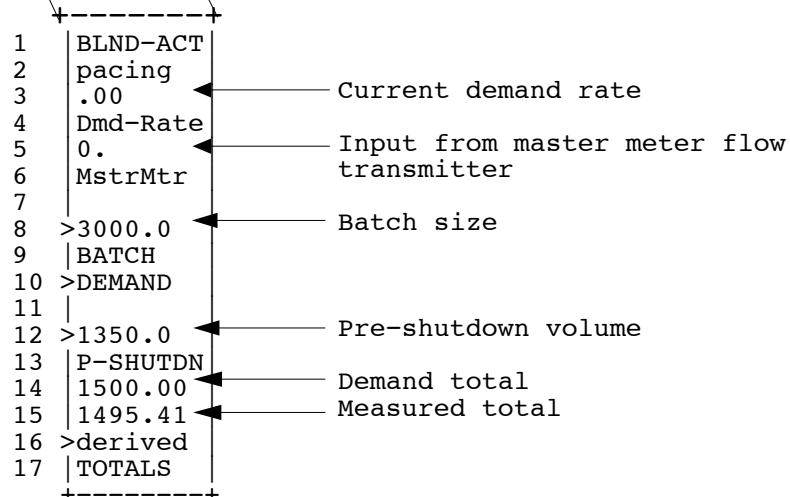 +---------+
1 |BLND-ACT|
2 |pacing
3 |.00 Current demand rate
4 |Dmd-Rate
5 |0. Input from master meter flow
6 |MstrMtr transmitter
7 |
8 >3000.0 Batch size
9 |BATCH
10 >DEMAND
11 |
12 >1350.0 Pre-shutdown volume
13 |P-SHUTDN
14 |1500.00 Demand total
15 |1495.41 Measured total
16 >derived
17 |TOTALS
+---------+